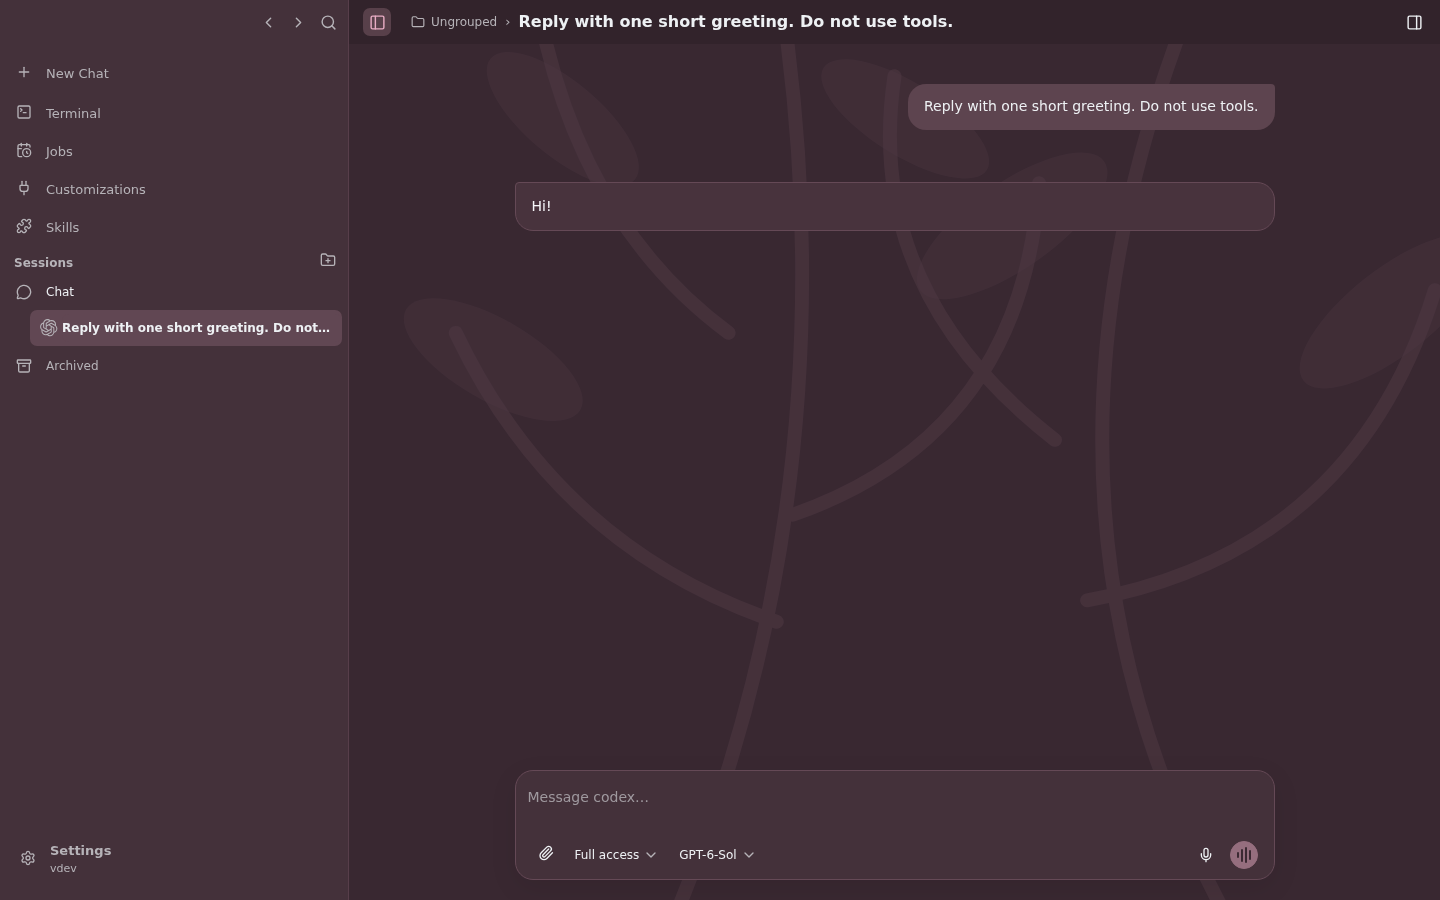 Ungrouped › Reply with one short greeting. Do not use tools.
New Chat
Terminal
Jobs
Customizations
Skills
Sessions
Chat
Reply with one short greeting. Do not...
Archived
Settings
vdev
Reply with one short greeting. Do not use tools.
Hi!
Message codex...
Full access
GPT-6-Sol